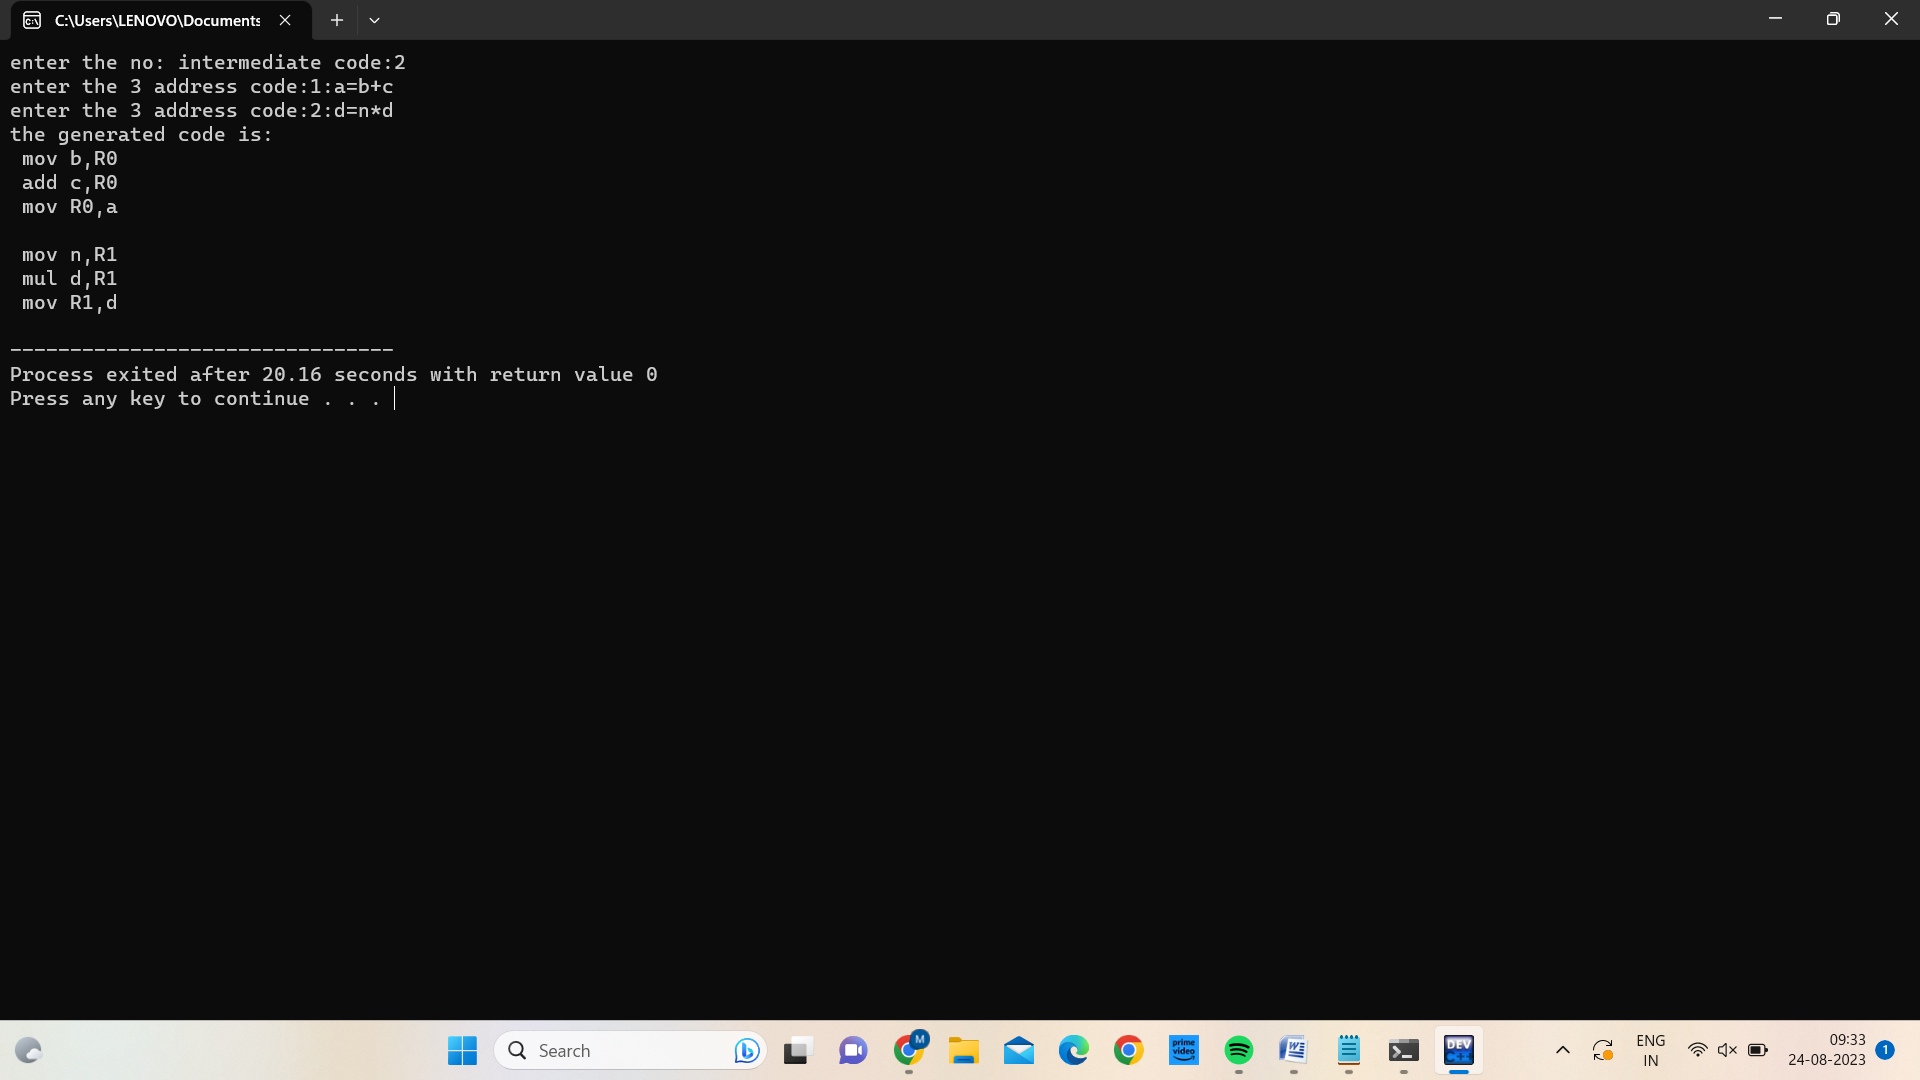 C:\Users\LENOVO\Documents
enter the no: intermediate code:2
enter the 3 address code:1:a=b+c
enter the 3 address code:2:d=n*d
the generated code is:
mov b,R0
add c,R0
mov R0,a
mov n,R1
mul d,R1
mov R1,d
--------------------------------
Process exited after 20.16 seconds with return value 0
Press any key to continue . . .
Search
M
prime video
DEV C++
ENG
IN
09:33
24-08-2023
1